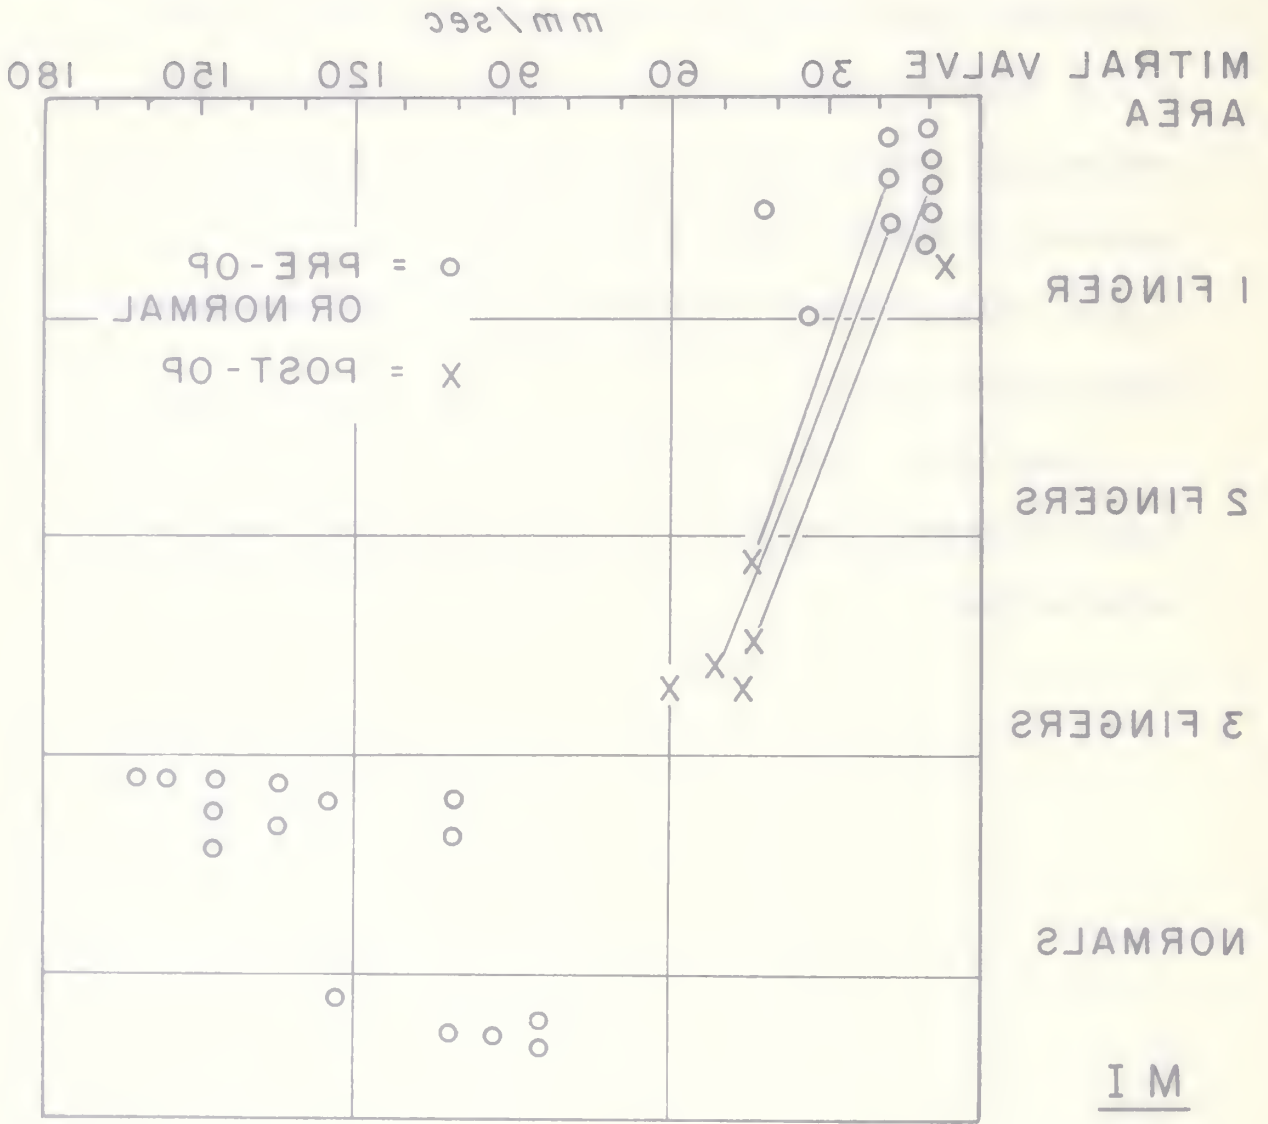 mm/sec
MITRAL VALVE AREA
30 60 90 120 150 180
1 FINGER
2 FINGERS
3 FINGERS
NORMALS
MI
O = PRE-OP
OR NORMAL
X = POST-OP